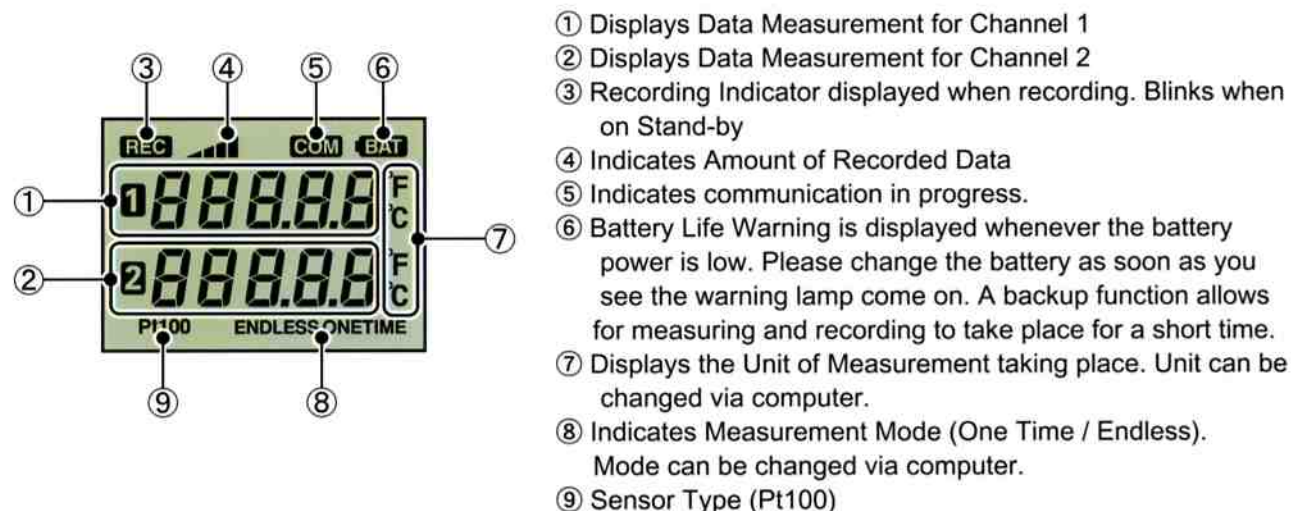 ③ ④ ⑤ ⑥
REC COM BAT
① 1 888.8.8 °F °C
⑦
② 2 888.8.8 °F °C
Pt100 ENDLESS ONETIME
⑨ ⑧
① Displays Data Measurement for Channel 1
② Displays Data Measurement for Channel 2
③ Recording Indicator displayed when recording. Blinks when
on Stand-by
④ Indicates Amount of Recorded Data
⑤ Indicates communication in progress.
⑥ Battery Life Warning is displayed whenever the battery
power is low. Please change the battery as soon as you
see the warning lamp come on. A backup function allows
for measuring and recording to take place for a short time.
⑦ Displays the Unit of Measurement taking place. Unit can be
changed via computer.
⑧ Indicates Measurement Mode (One Time / Endless).
Mode can be changed via computer.
⑨ Sensor Type (Pt100)